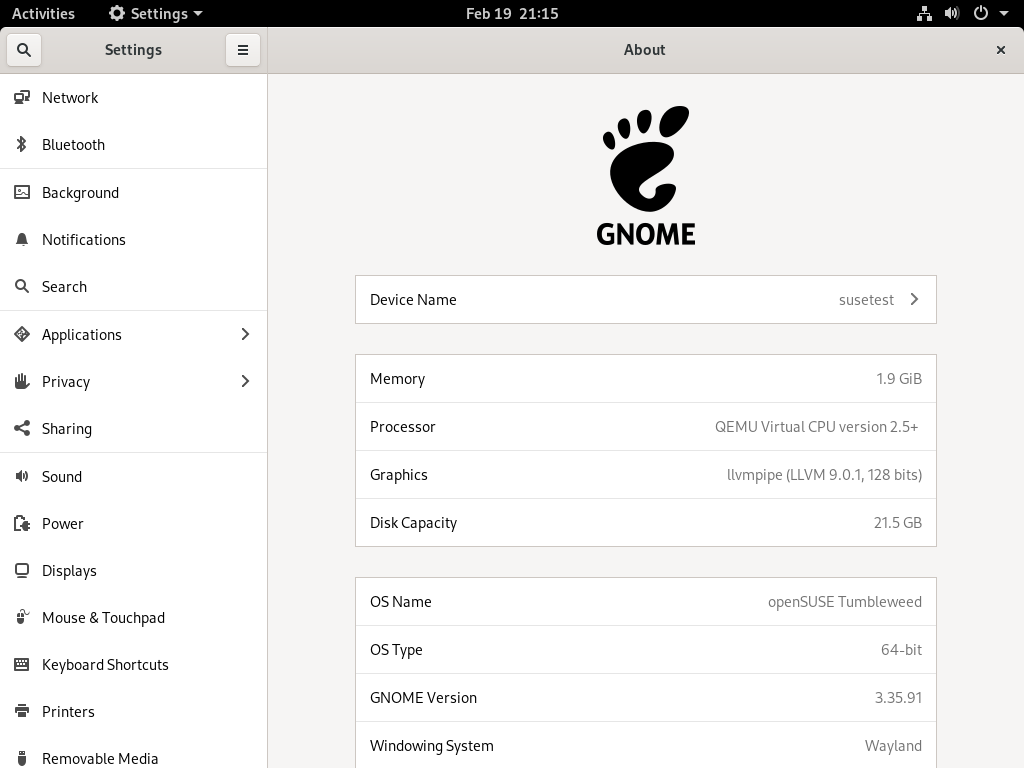 Activities
Settings
Feb 19 21:15
Settings
About
Network
Bluetooth
Background
Notifications
Search
Applications
Privacy
Sharing
Sound
Power
Displays
Mouse & Touchpad
Keyboard Shortcuts
Printers
Removable Media
GNOME
Device Name susetest
Memory 1.9 GiB
Processor QEMU Virtual CPU version 2.5+
Graphics llvmpipe (LLVM 9.0.1, 128 bits)
Disk Capacity 21.5 GB
OS Name openSUSE Tumbleweed
OS Type 64-bit
GNOME Version 3.35.91
Windowing System Wayland